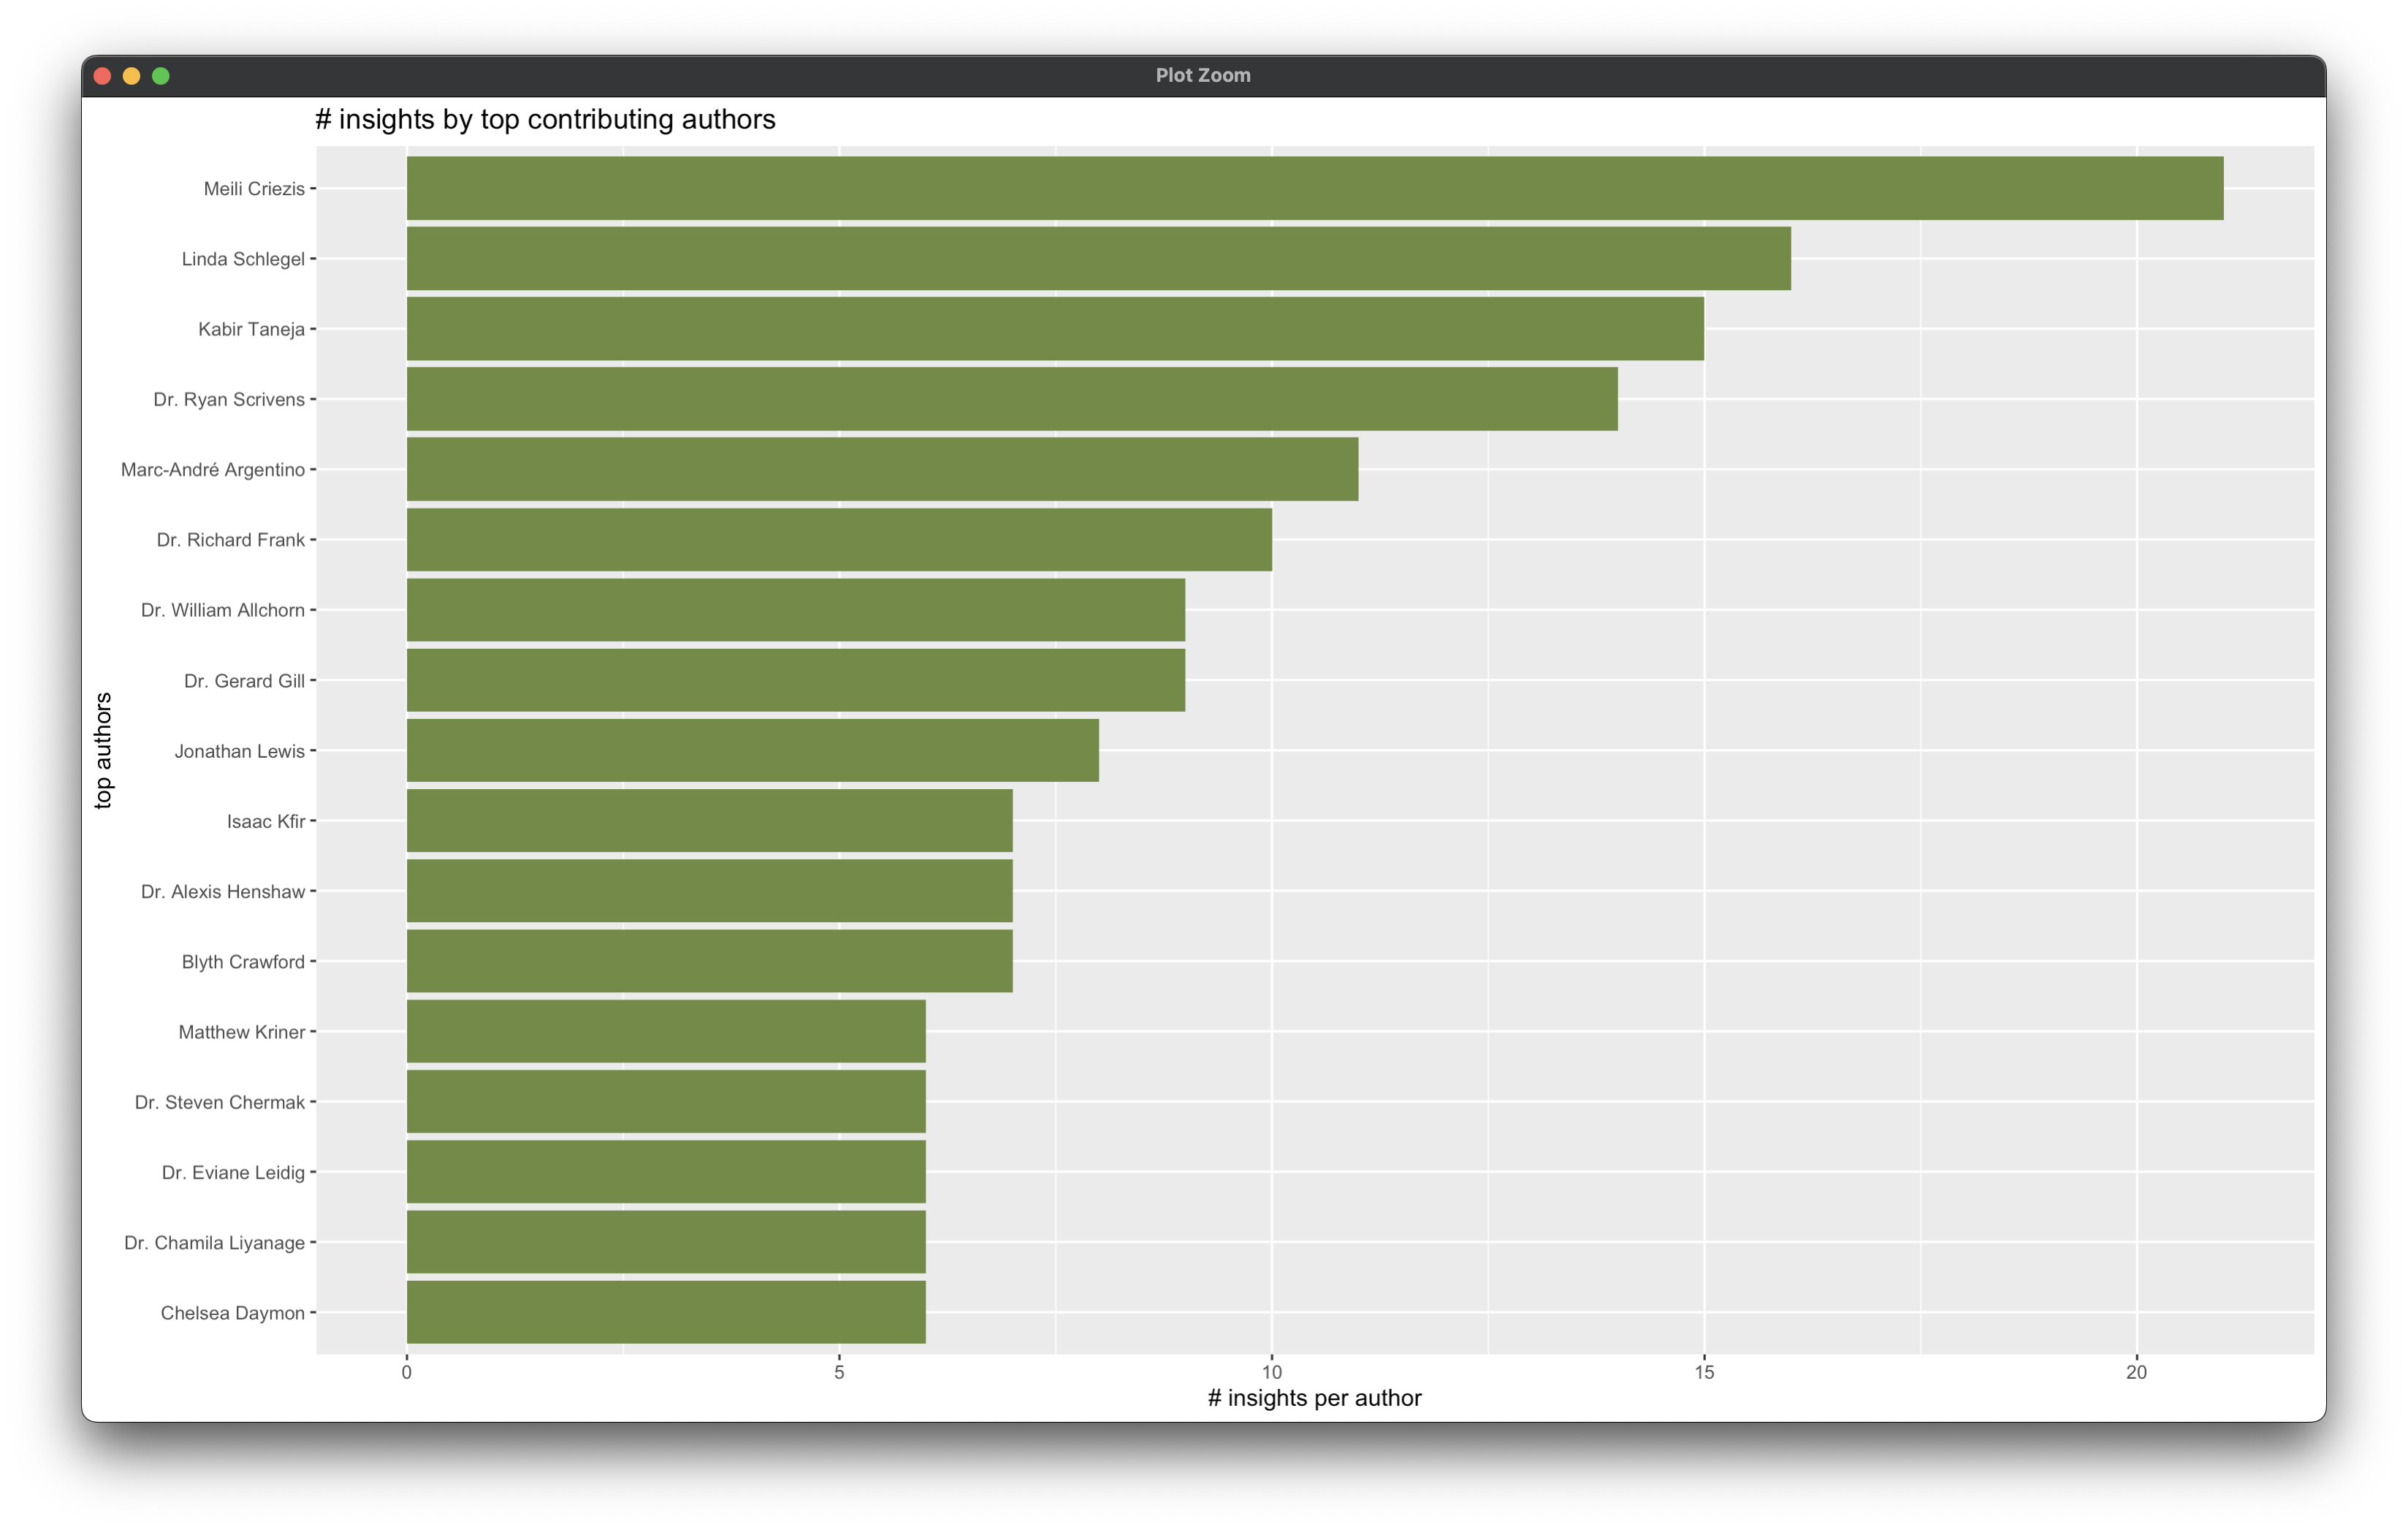 Plot Zoom
# insights by top contributing authors
Meili Criezis
Linda Schlegel
Kabir Taneja
Dr. Ryan Scrivens
Marc-André Argentino
Dr. Richard Frank
Dr. William Allchorn
Dr. Gerard Gill
Jonathan Lewis
Isaac Kfir
Dr. Alexis Henshaw
Blyth Crawford
Matthew Kriner
Dr. Steven Chermak
Dr. Eviane Leidig
Dr. Chamila Liyanage
Chelsea Daymon
top authors
0 5 10 15 20
# insights per author